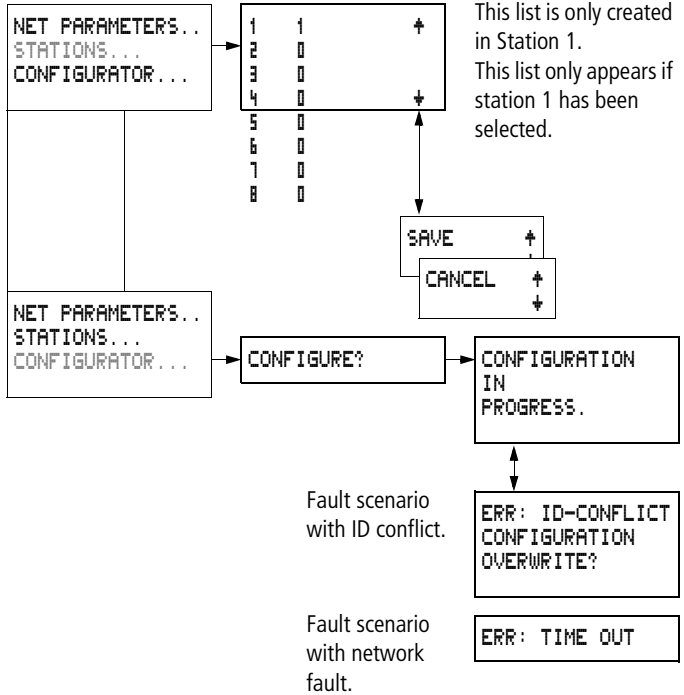 NET PARAMETERS..
STATIONS...
CONFIGURATOR...
1 1
2 0
3 0
4 0
5 0
6 0
7 0
8 0
This list is only created
in Station 1.
This list only appears if
station 1 has been
selected.
SAVE
CANCEL
NET PARAMETERS..
STATIONS...
CONFIGURATOR...
CONFIGURE?
CONFIGURATION
IN
PROGRESS.
Fault scenario
with ID conflict.
ERR: ID-CONFLICT
CONFIGURATION
OVERWRITE?
Fault scenario
with network
fault.
ERR: TIME OUT